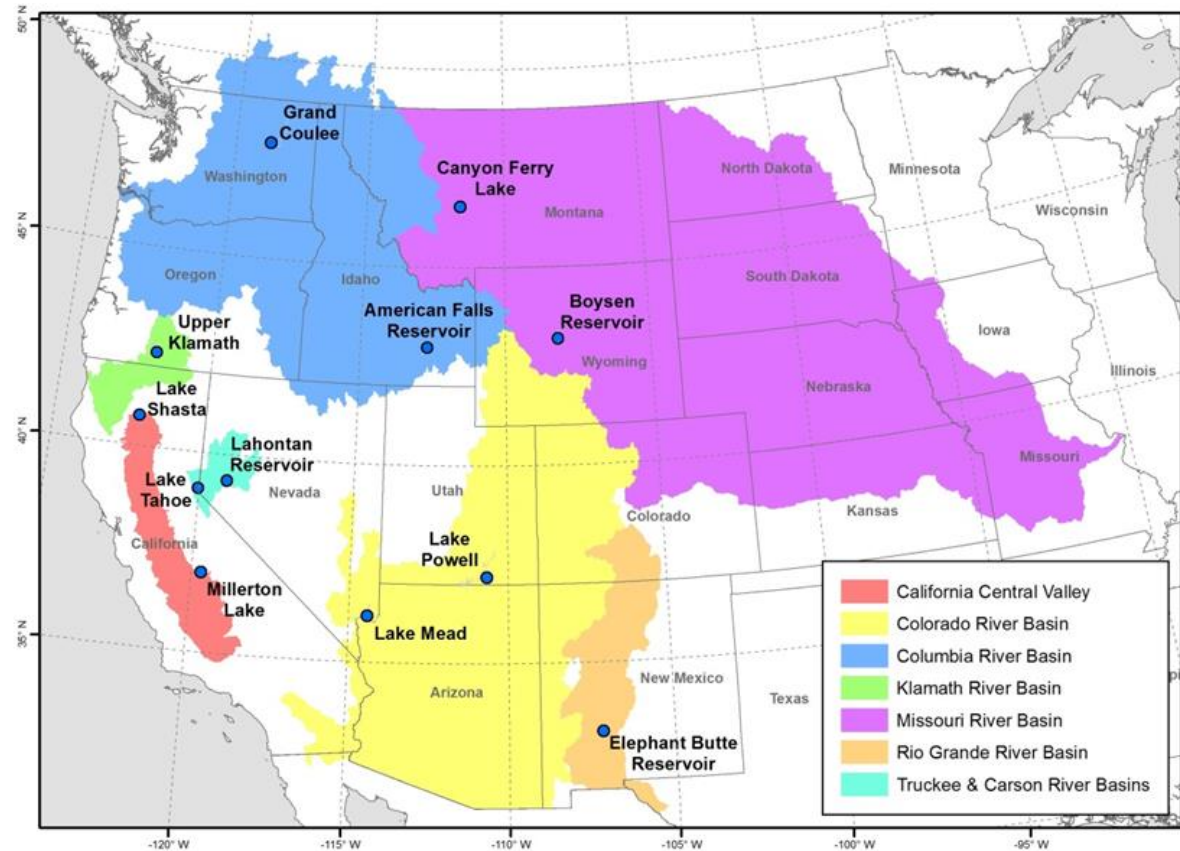 50° N
45° N
40° N
35° N
Grand
Coulee
Washington
Canyon Ferry
Lake
Montana
North Dakota
Minnesota
Wisconsin
Oregon
Idaho
South Dakota
American Falls
Reservoir
Boysen
Reservoir
Wyoming
Iowa
Upper
Klamath
Nebraska
Illinois
Lake
Shasta
Lahontan
Reservoir
Lake
Tahoe
Nevada
Utah
Colorado
Kansas
Missouri
California
Lake
Powell
Millerton
Lake
Lake Mead
Arizona
New Mexico
Texas
Elephant Butte
Reservoir
California Central Valley
Colorado River Basin
Columbia River Basin
Klamath River Basin
Missouri River Basin
Rio Grande River Basin
Truckee & Carson River Basins
-120° W
-115° W
-110° W
-105° W
-100° W
-95° W